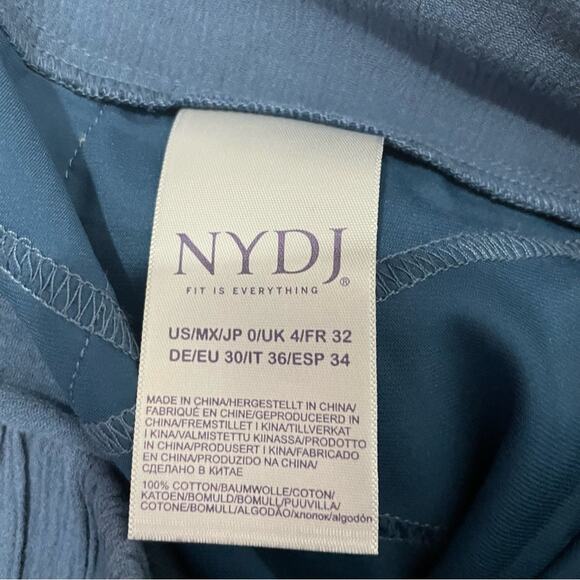 NYDJ®
FIT IS EVERYTHING
US/MX/JP 0/UK 4/FR 32
DE/EU 30/IT 36/ESP 34
MADE IN CHINA/HERGESTELLT IN CHINA/
FABRIQUÉ EN CHINE/GEPRODUCEERD IN
CHINA/FREMSTILLET I KINA/TILLVERKAT
I KINA/VALMISTETTU KIINASSA/PRODOTTO
IN CHINA/PRODUSERT I KINA/FABRICADO
EN CHINA/PRODUZIDO NA CHINA/
СДЕЛАНО В КИТАЕ
100% COTTON/BAUMWOLLE/COTON/
KATOEN/BOMULD/BOMULL/PUUVILLA/
COTONE/BOMULL/ALGODÃO/хлопок/algodón